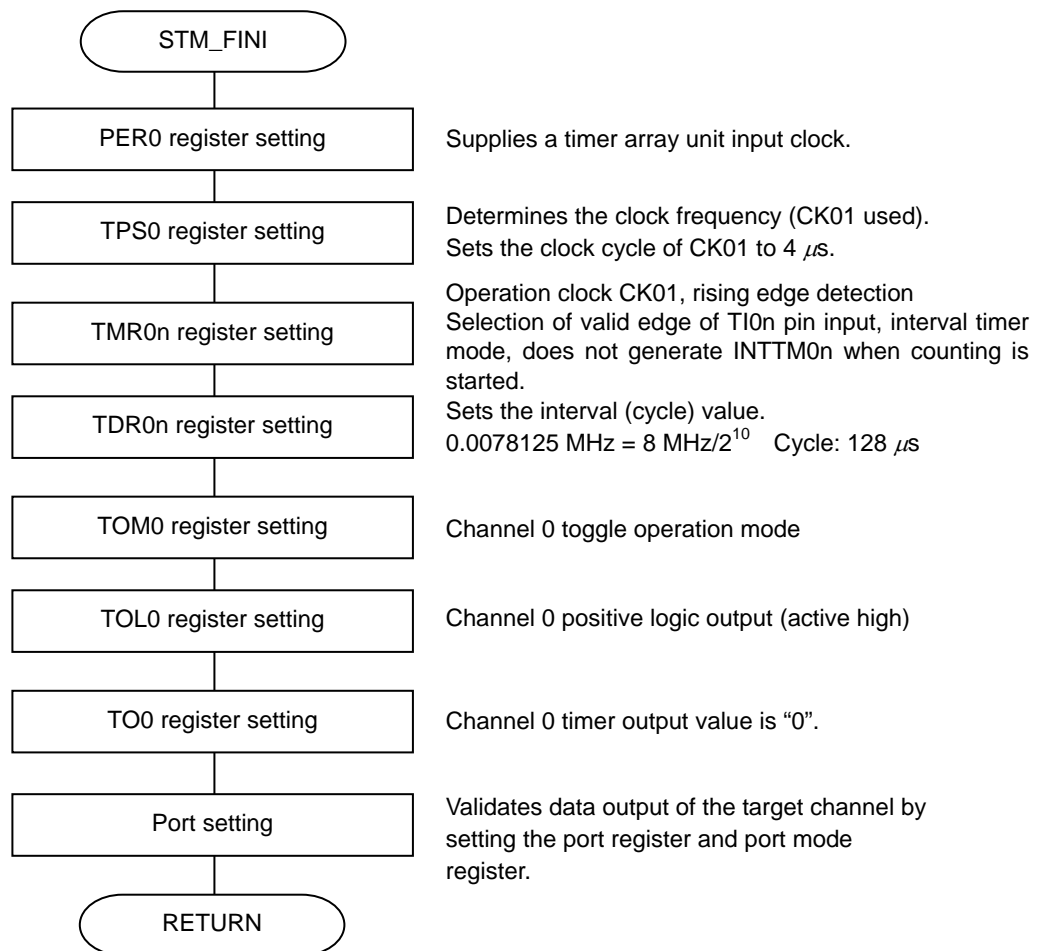 STM_FINI
PER0 register setting
Supplies a timer array unit input clock.
TPS0 register setting
Determines the clock frequency (CK01 used).
Sets the clock cycle of CK01 to 4 μs.
TMR0n register setting
Operation clock CK01, rising edge detection
Selection of valid edge of TI0n pin input, interval timer
mode, does not generate INTTM0n when counting is
started.
TDR0n register setting
Sets the interval (cycle) value.
0.0078125 MHz = 8 MHz/2^10 Cycle: 128 μs
TOM0 register setting
Channel 0 toggle operation mode
TOL0 register setting
Channel 0 positive logic output (active high)
TO0 register setting
Channel 0 timer output value is “0”.
Port setting
Validates data output of the target channel by
setting the port register and port mode
register.
RETURN